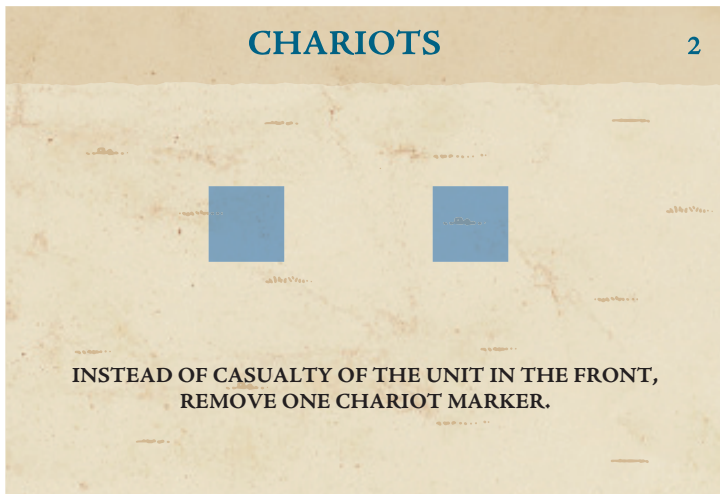 CHARIOTS 2
INSTEAD OF CASUALTY OF THE UNIT IN THE FRONT,
REMOVE ONE CHARIOT MARKER.